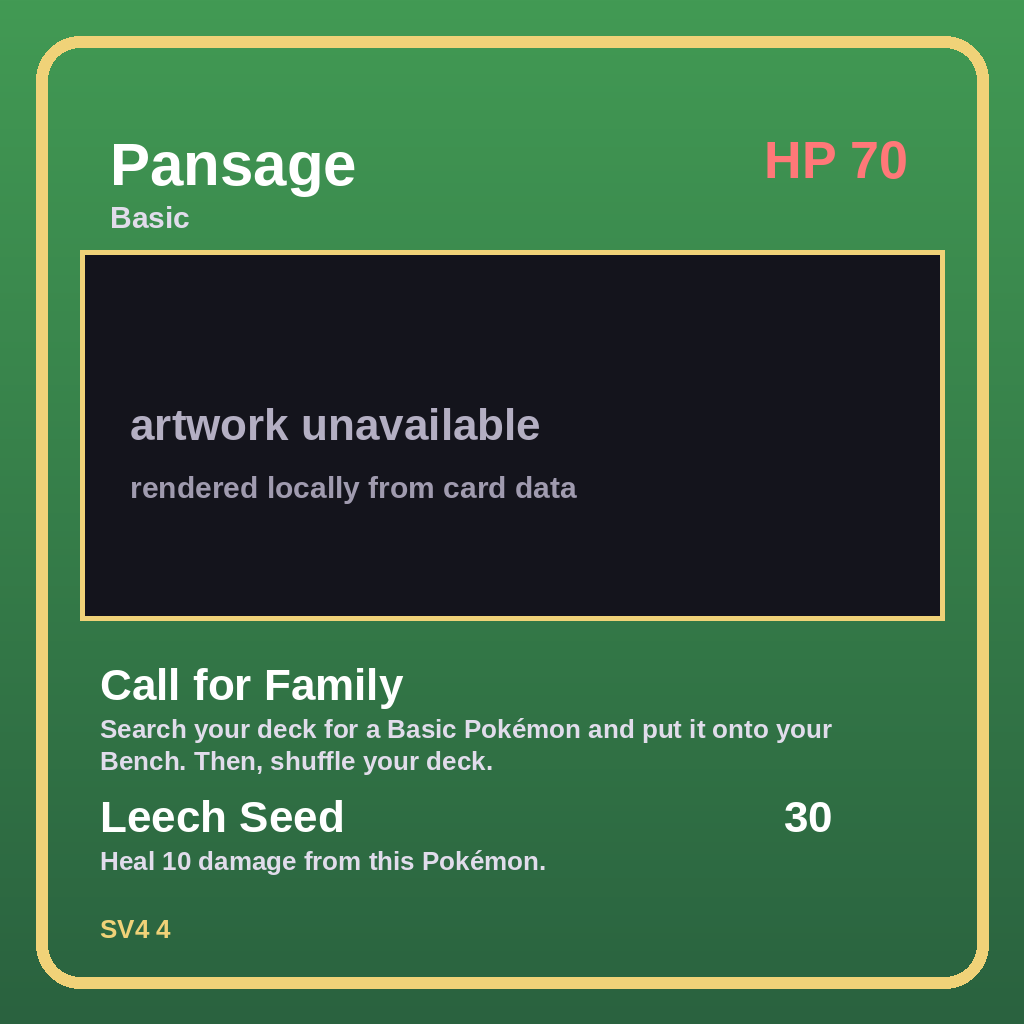 Pansage
HP 70
Basic
artwork unavailable
rendered locally from card data
Call for Family
Search your deck for a Basic Pokémon and put it onto your
Bench. Then, shuffle your deck.
Leech Seed
30
Heal 10 damage from this Pokémon.
SV4 4